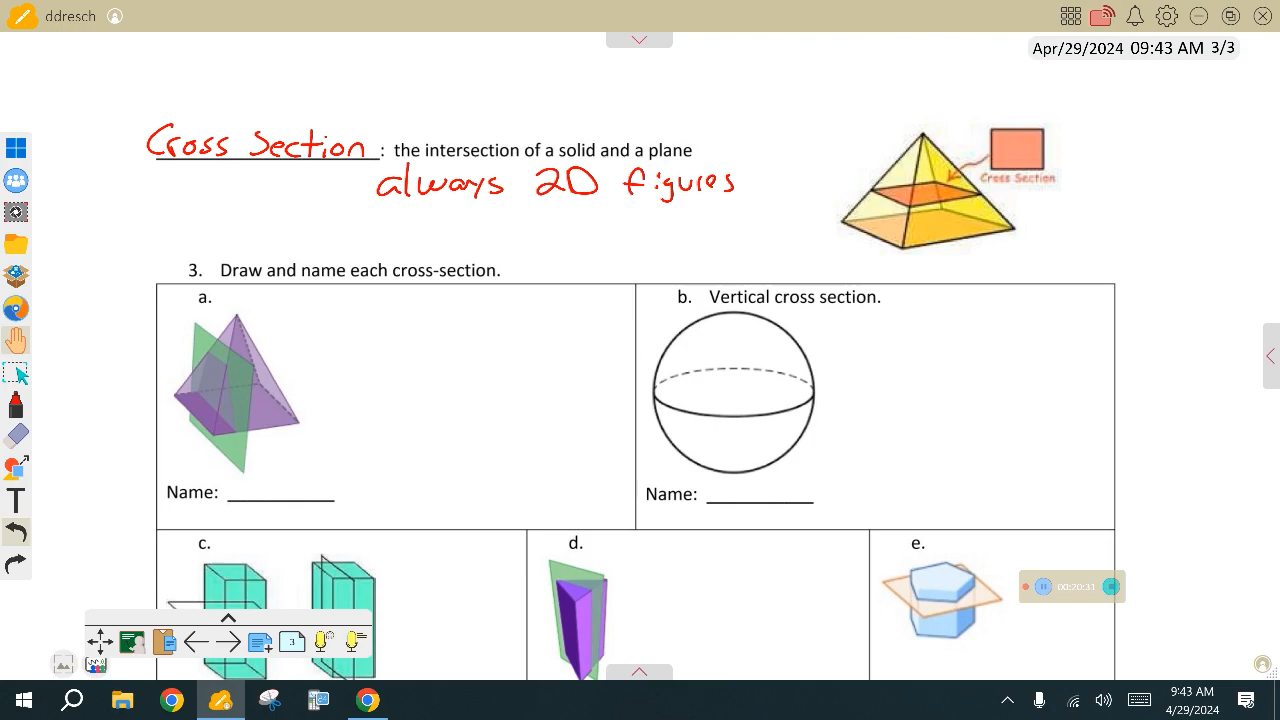 ddresch
Apr/29/2024 09:43 AM 3/3
Cross Section: the intersection of a solid and a plane
always 2D figures
Cross Section
3. Draw and name each cross-section.
a.
b. Vertical cross section.
Name: ___________
Name: ___________
c.
d.
e.
00:20:31
3
T
9:43 AM
4/29/2024